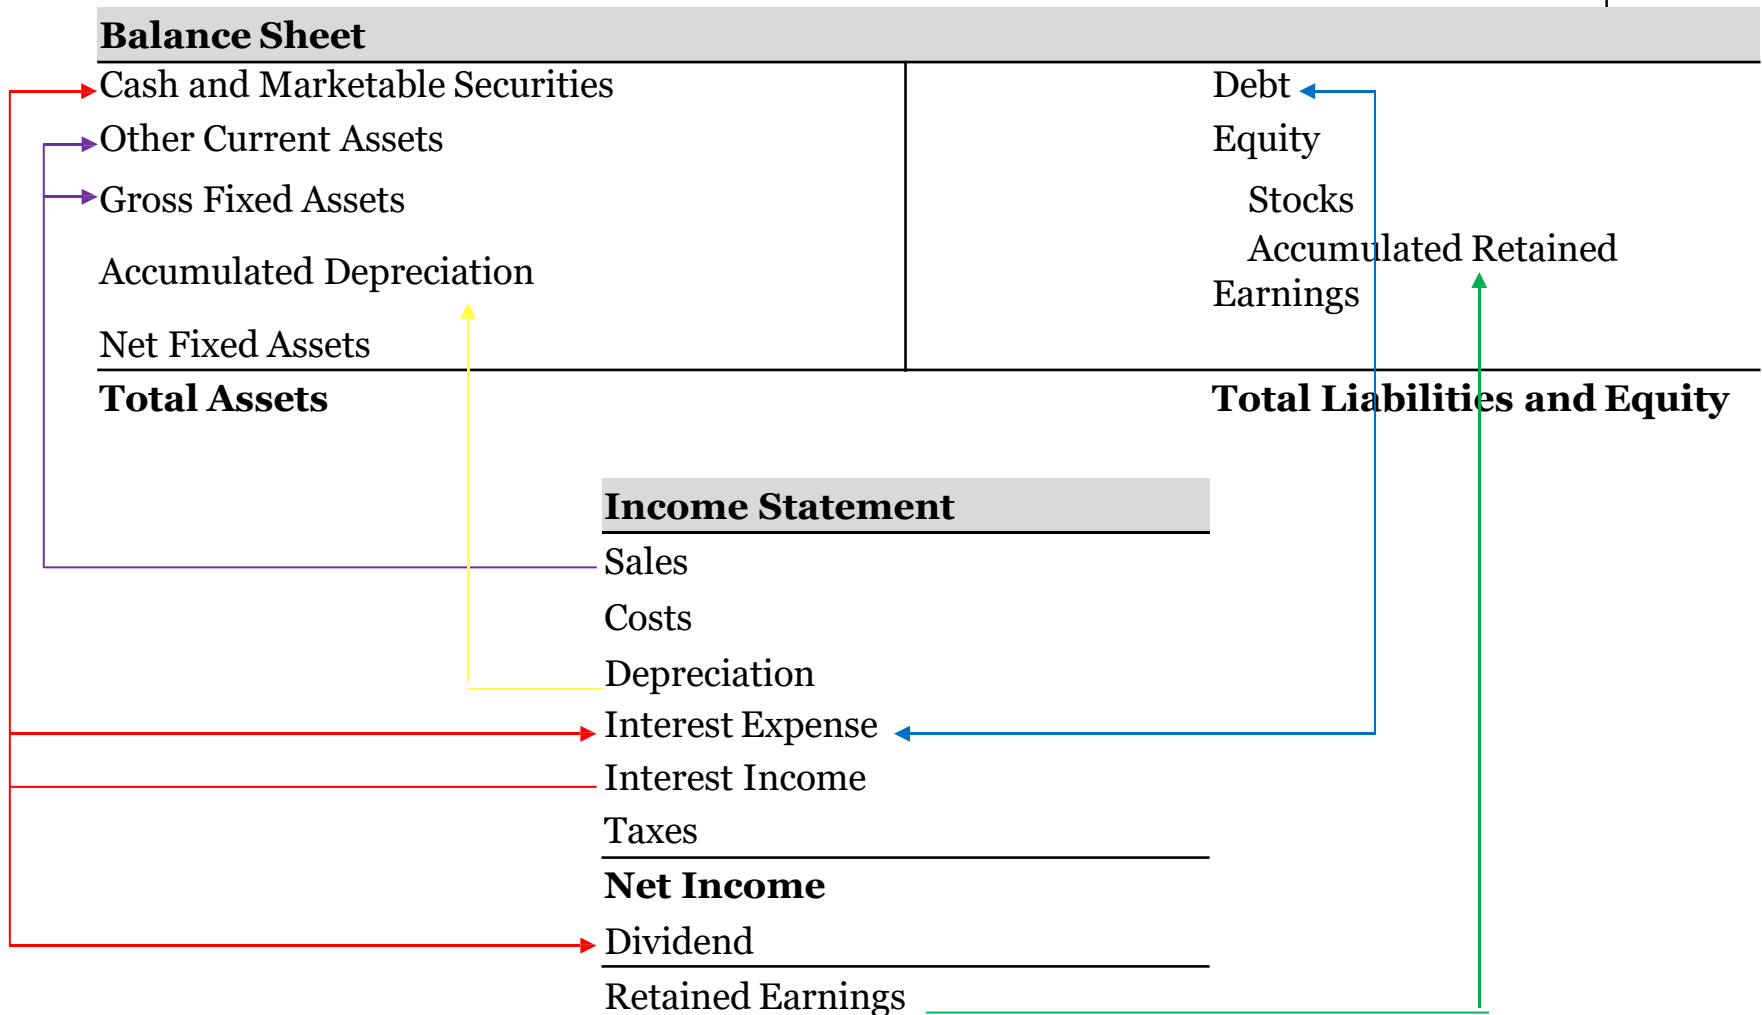 Balance Sheet
Cash and Marketable Securities
Debt
Other Current Assets
Equity
Gross Fixed Assets
Stocks
Accumulated Depreciation
Accumulated Retained
Earnings
Net Fixed Assets
Total Assets
Total Liabilities and Equity
Income Statement
Sales
Costs
Depreciation
Interest Expense
Interest Income
Taxes
Net Income
Dividend
Retained Earnings